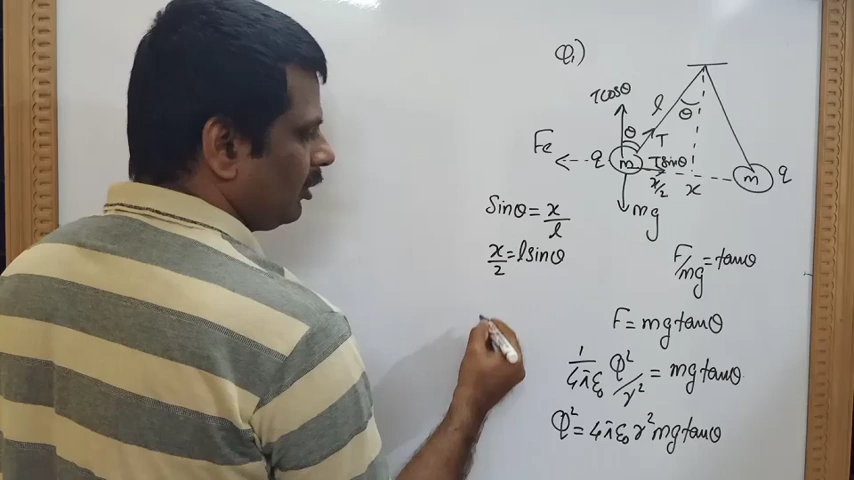 Q1)
Tcosθ
l
θ
θ
T
Fe
q
m
Tsinθ
x/2
x
m
q
mg
Sinθ = x/l
x/2 = lsinθ
F/mg = tanθ
F = mg tanθ
1/4πε₀ Q²/r² = mg tanθ
Q² = 4πε₀ r² mg tanθ